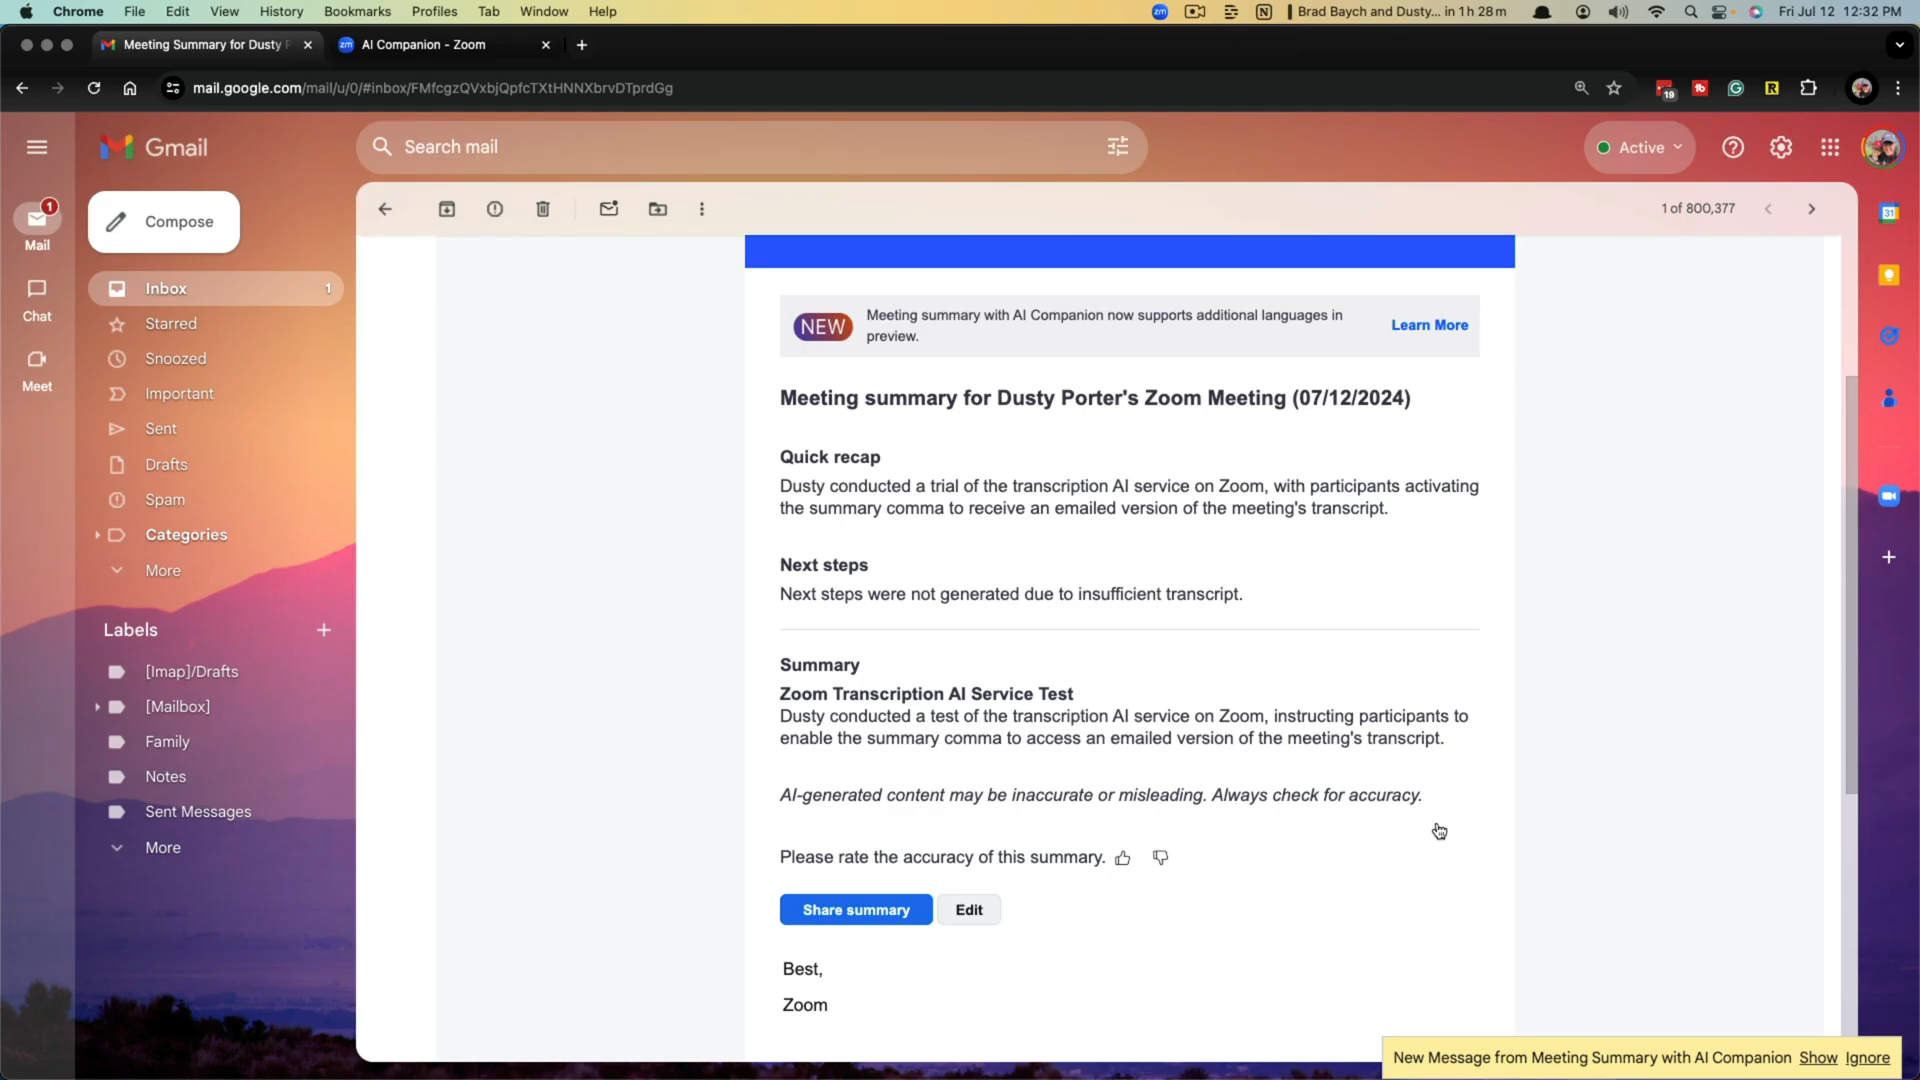 Chrome File Edit View History Bookmarks Profiles Tab Window Help
zm N Brad Baych and Dusty... in 1 h 28 m Fri Jul 12 12:32 PM
Meeting Summary for Dusty P
zm AI Companion - Zoom
mail.google.com/mail/u/0/#inbox/FMfcgzQVxbjQpfcTXtHNNXbrvDTprdGg
19
R
Gmail
Search mail
Active
1
Mail
Chat
Meet
Compose
Inbox 1
Starred
Snoozed
Important
Sent
Drafts
Spam
Categories
More
Labels
[Imap]/Drafts
[Mailbox]
Family
Notes
Sent Messages
More
1 of 800,377
31
NEW
Meeting summary with AI Companion now supports additional languages in
preview.
Learn More
Meeting summary for Dusty Porter's Zoom Meeting (07/12/2024)
Quick recap
Dusty conducted a trial of the transcription AI service on Zoom, with participants activating
the summary comma to receive an emailed version of the meeting's transcript.
Next steps
Next steps were not generated due to insufficient transcript.
Summary
Zoom Transcription AI Service Test
Dusty conducted a test of the transcription AI service on Zoom, instructing participants to
enable the summary comma to access an emailed version of the meeting's transcript.
AI-generated content may be inaccurate or misleading. Always check for accuracy.
Please rate the accuracy of this summary.
Share summary
Edit
Best,
Zoom
New Message from Meeting Summary with AI Companion Show Ignore